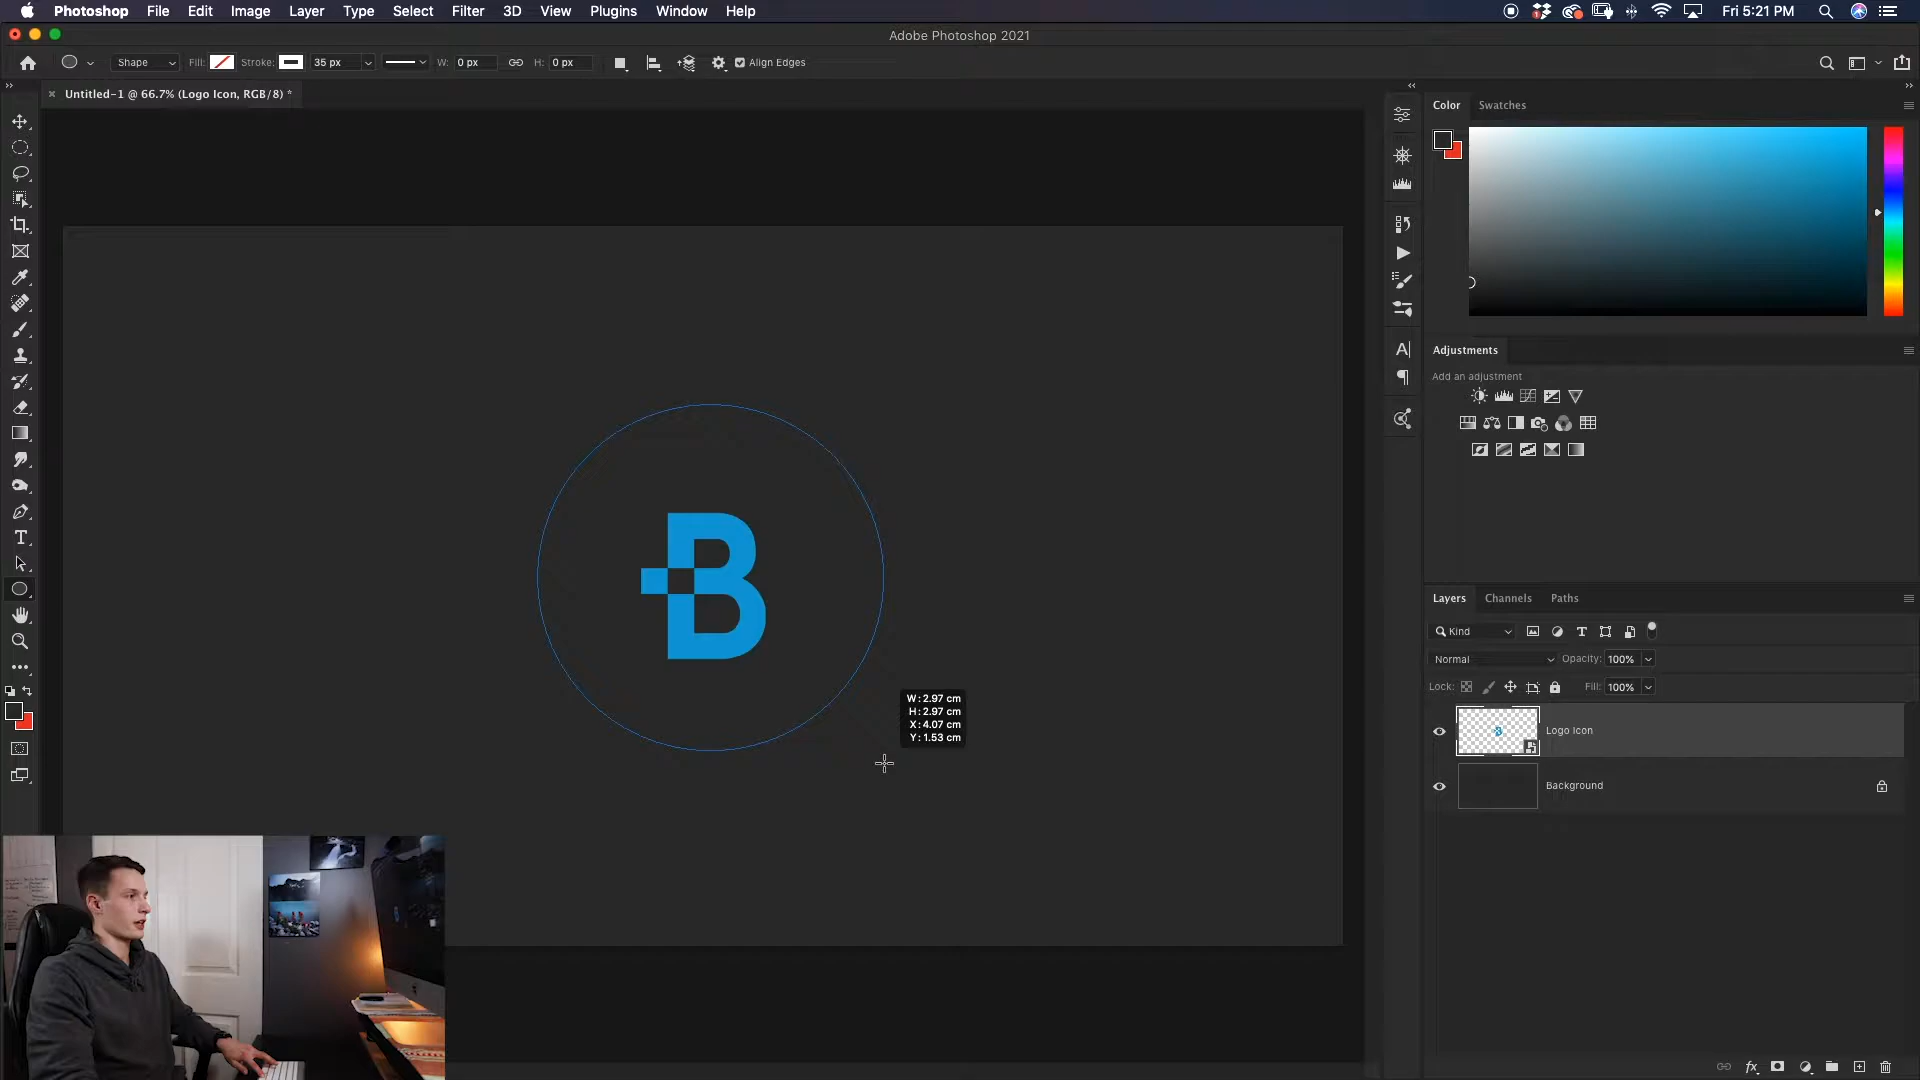 Photoshop File Edit Image Layer Type Select Filter 3D View Plugins Window Help
1
Fri 5:21 PM
Adobe Photoshop 2021
Shape Fill: Stroke: 35 px W: 0 px H: 0 px Align Edges
Untitled-1 @ 66.7% (Logo Icon, RGB/8) *
Color Swatches
Adjustments
Add an adjustment
B
W: 2.97 cm
H: 2.97 cm
X: 4.07 cm
Y: 1.53 cm
Layers Channels Paths
Kind
Normal Opacity: 100%
Lock: Fill: 100%
Logo Icon
Background
fx